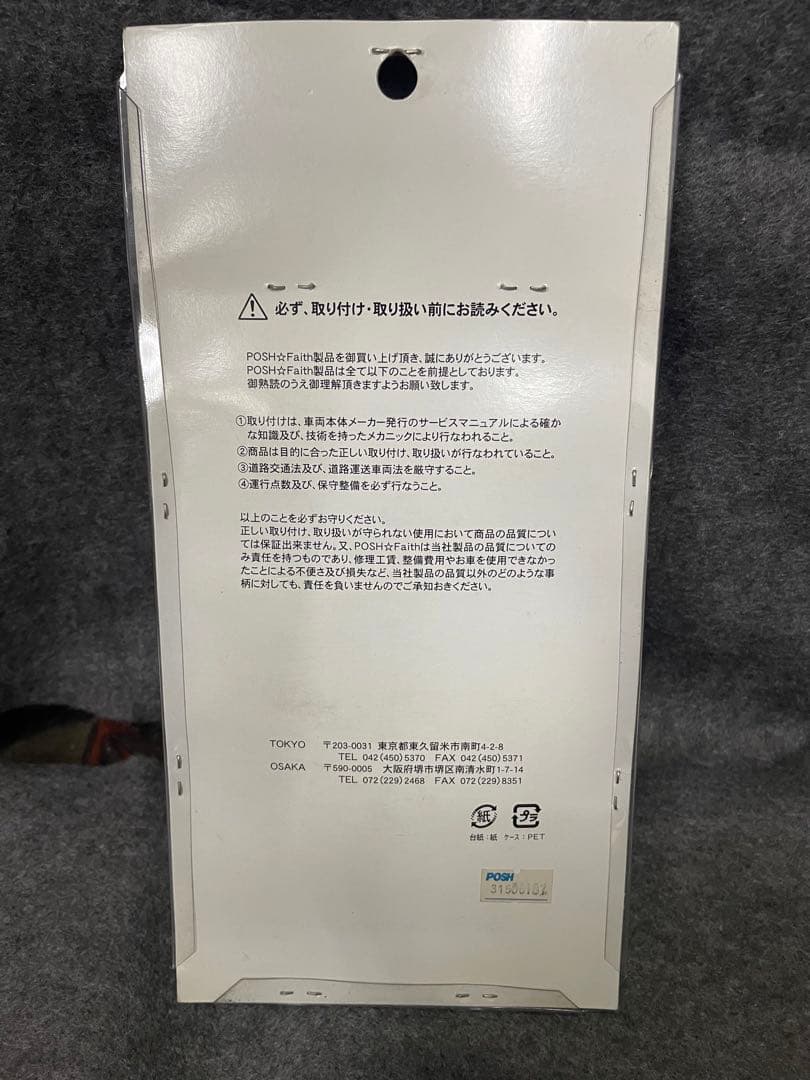 必ず、取り付け・取り扱い前にお読みください。
POSH☆Faith製品を御買い上げ頂き、誠にありがとうございます。
POSH☆Faith製品は全て以下のことを前提としております。
御熟読のうえ御理解頂きますようお願い致します。
①取り付けは、車両本体メーカー発行のサービスマニュアルによる確か
な知識及び、技術を持ったメカニックにより行なわれること。
②商品は目的に合った正しい取り付け、取り扱いが行なわれていること。
③道路交通法及び、道路運送車両法を厳守すること。
④運行点数及び、保守整備を必ず行なうこと。
以上のことを必ずお守りください。
正しい取り付け、取り扱いが守られない使用において商品の品質につい
ては保証出来ません。又、POSH☆Faithは当社製品の品質についての
み責任を持つものであり、修理工賃、整備費用やお車を使用できなかっ
たことによる不便さ及び損失など、当社製品の品質以外のどのような事
柄に対しても、責任を負いませんのでご承知おきください。
TOKYO 〒203-0031 東京都東久留米市南町4-2-8
TEL 042(450)5370 FAX 042(450)5371
OSAKA 〒590-0005 大阪府堺市堺区南清水町1-7-14
TEL 072(229)2468 FAX 072(229)8351
紙 プラ
台紙：紙 ケース：PET
POSH